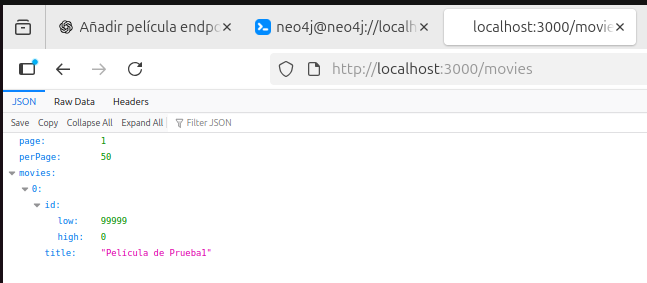 Añadir película endpo
neo4j@neo4j://localh
localhost:3000/movie
http://localhost:3000/movies
JSON Raw Data Headers
Save Copy Collapse All Expand All Filter JSON
page: 1
perPage: 50
movies:
0:
id:
low: 99999
high: 0
title: "Película de Prueba1"